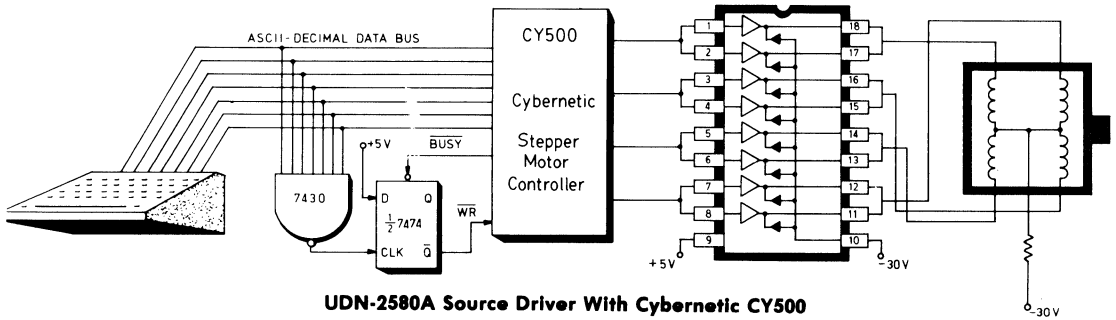 ASCII-DECIMAL DATA BUS
CY500
Cybernetic
Stepper
Motor
Controller
BUSY
+5V
7430
D Q
½ 7474
CLK Q
WR
1
2
3
4
5
6
7
8
9
+5V
18
17
16
15
14
13
12
11
10
-30V
-30V
UDN-2580A Source Driver With Cybernetic CY500